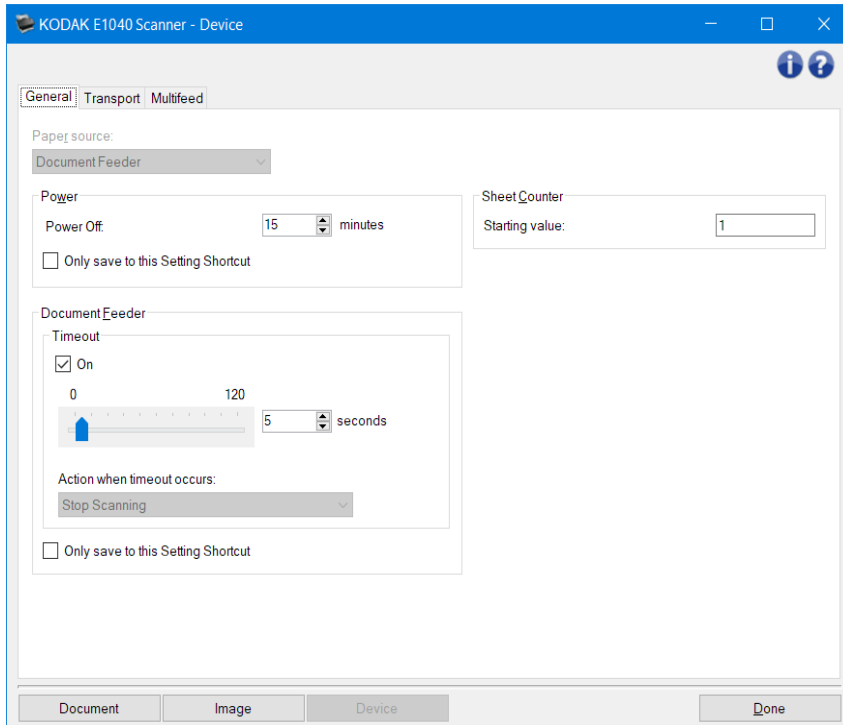 KODAK E1040 Scanner - Device
General Transport Multifeed
Paper source:
Document Feeder
Power
Power Off: 15 minutes
Only save to this Setting Shortcut
Sheet Counter
Starting value: 1
Document Feeder
Timeout
On
0 120
5 seconds
Action when timeout occurs:
Stop Scanning
Only save to this Setting Shortcut
Document Image Device Done